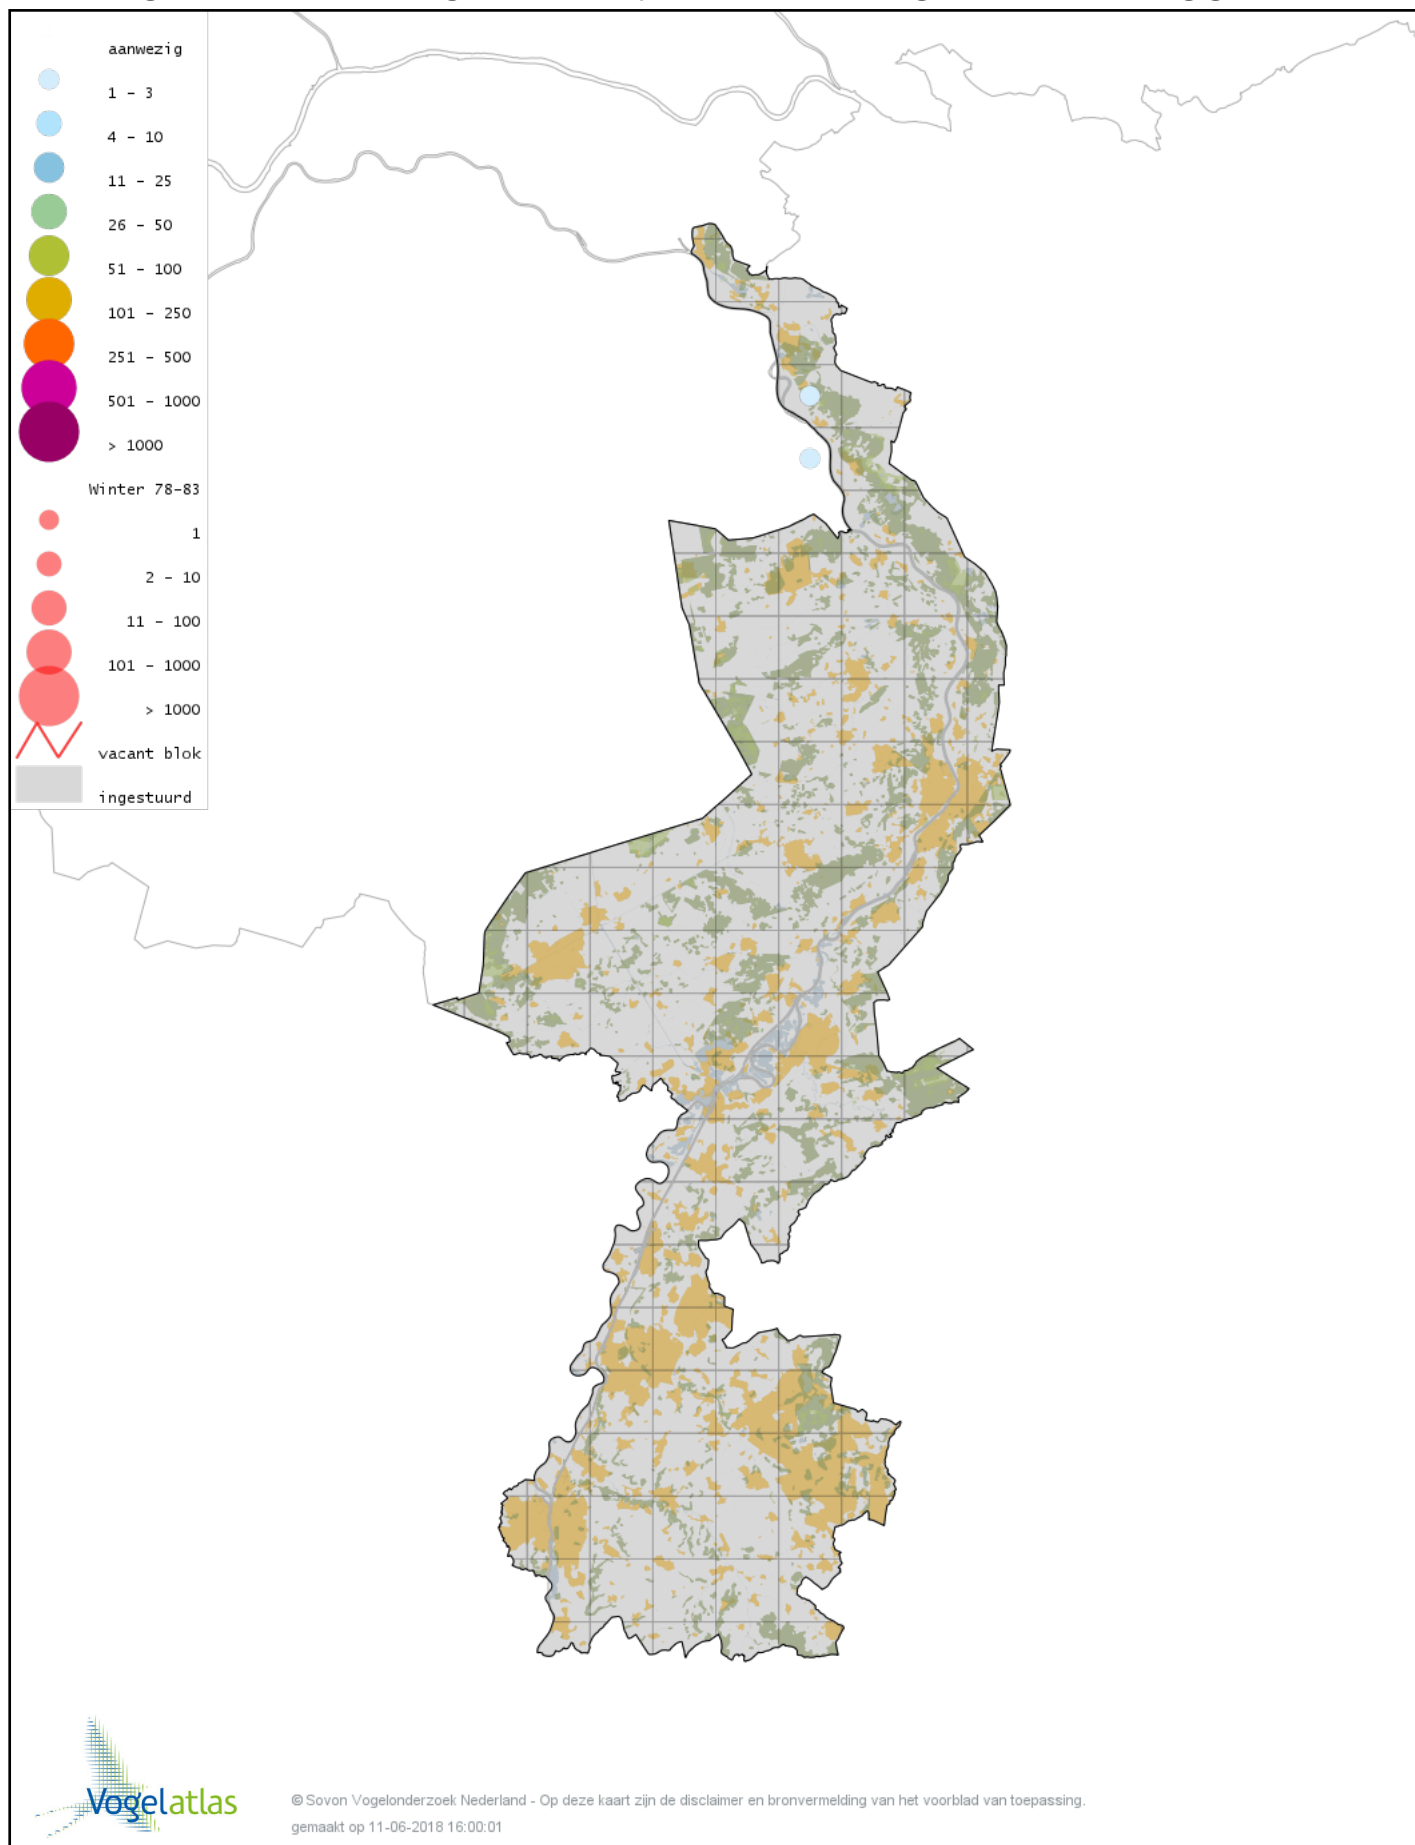 aanwezig
1 - 3
4 - 10
11 - 25
26 - 50
51 - 100
101 - 250
251 - 500
501 - 1000
> 1000
Winter 78-83
1
2 - 10
11 - 100
101 - 1000
> 1000
vacant blok
ingestuurd
Vogelatlas
© Sovon Vogelonderzoek Nederland - Op deze kaart zijn de disclaimer en bronvermelding van het voorblad van toepassing.
gemaakt op 11-06-2018 16:00:01